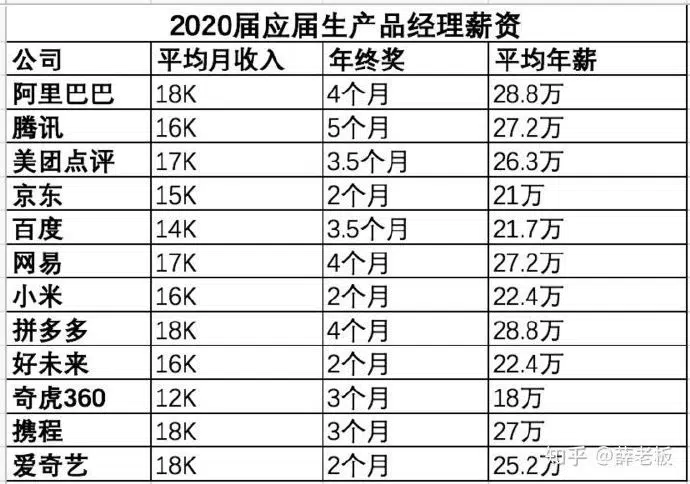 2020届应届生产品经理薪资
公司 平均月收入 年终奖 平均年薪
阿里巴巴 18K 4个月 28.8万
腾讯 16K 5个月 27.2万
美团点评 17K 3.5个月 26.3万
京东 15K 2个月 21万
百度 14K 3.5个月 21.7万
网易 17K 4个月 27.2万
小米 16K 2个月 22.4万
拼多多 18K 4个月 28.8万
好未来 16K 2个月 22.4万
奇虎360 12K 3个月 18万
携程 18K 3个月 27万
爱奇艺 18K 2个月 25.2万
知乎 @薛老板